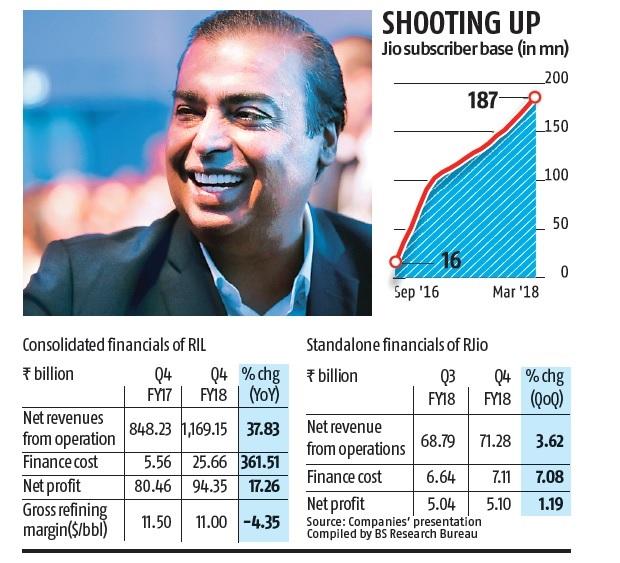 SHOOTING UP
Jio subscriber base (in mn)
200
187
150
100
50
16
0
Sep '16 Mar '18
Consolidated financials of RIL
₹ billion Q4 FY17 Q4 FY18 % chg (YoY)
Net revenues from operation 848.23 1,169.15 37.83
Finance cost 5.56 25.66 361.51
Net profit 80.46 94.35 17.26
Gross refining margin($/bbl) 11.50 11.00 -4.35
Standalone financials of RJio
₹ billion Q3 FY18 Q4 FY18 % chg (QoQ)
Net revenue from operations 68.79 71.28 3.62
Finance cost 6.64 7.11 7.08
Net profit 5.04 5.10 1.19
Source: Companies' presentation
Compiled by BS Research Bureau